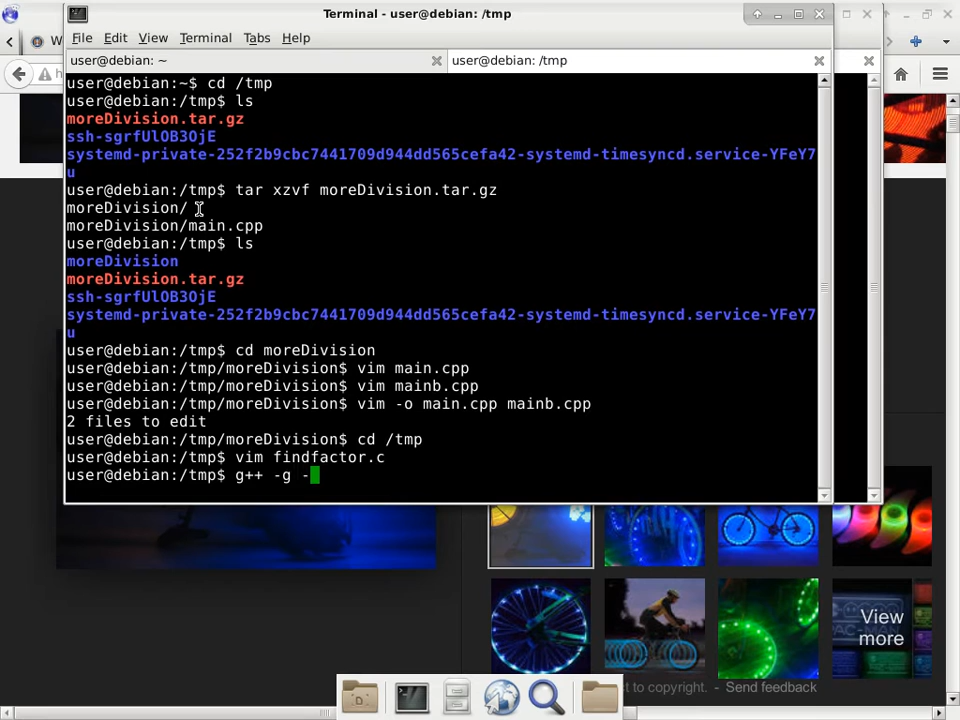 Terminal - user@debian: /tmp
File Edit View Terminal Tabs Help
user@debian: ~
user@debian: /tmp
user@debian:~$ cd /tmp
user@debian:/tmp$ ls
moreDivision.tar.gz
ssh-sgrfUlOB3OjE
systemd-private-252f2b9cbc7441709d944dd565cefa42-systemd-timesyncd.service-YFeY7
u
user@debian:/tmp$ tar xzvf moreDivision.tar.gz
moreDivision/
moreDivision/main.cpp
user@debian:/tmp$ ls
moreDivision
moreDivision.tar.gz
ssh-sgrfUlOB3OjE
systemd-private-252f2b9cbc7441709d944dd565cefa42-systemd-timesyncd.service-YFeY7
u
user@debian:/tmp$ cd moreDivision
user@debian:/tmp/moreDivision$ vim main.cpp
user@debian:/tmp/moreDivision$ vim mainb.cpp
user@debian:/tmp/moreDivision$ vim -o main.cpp mainb.cpp
2 files to edit
user@debian:/tmp/moreDivision$ cd /tmp
user@debian:/tmp$ vim findfactor.c
user@debian:/tmp$ g++ -g -
View
more
ct to copyright. - Send feedback